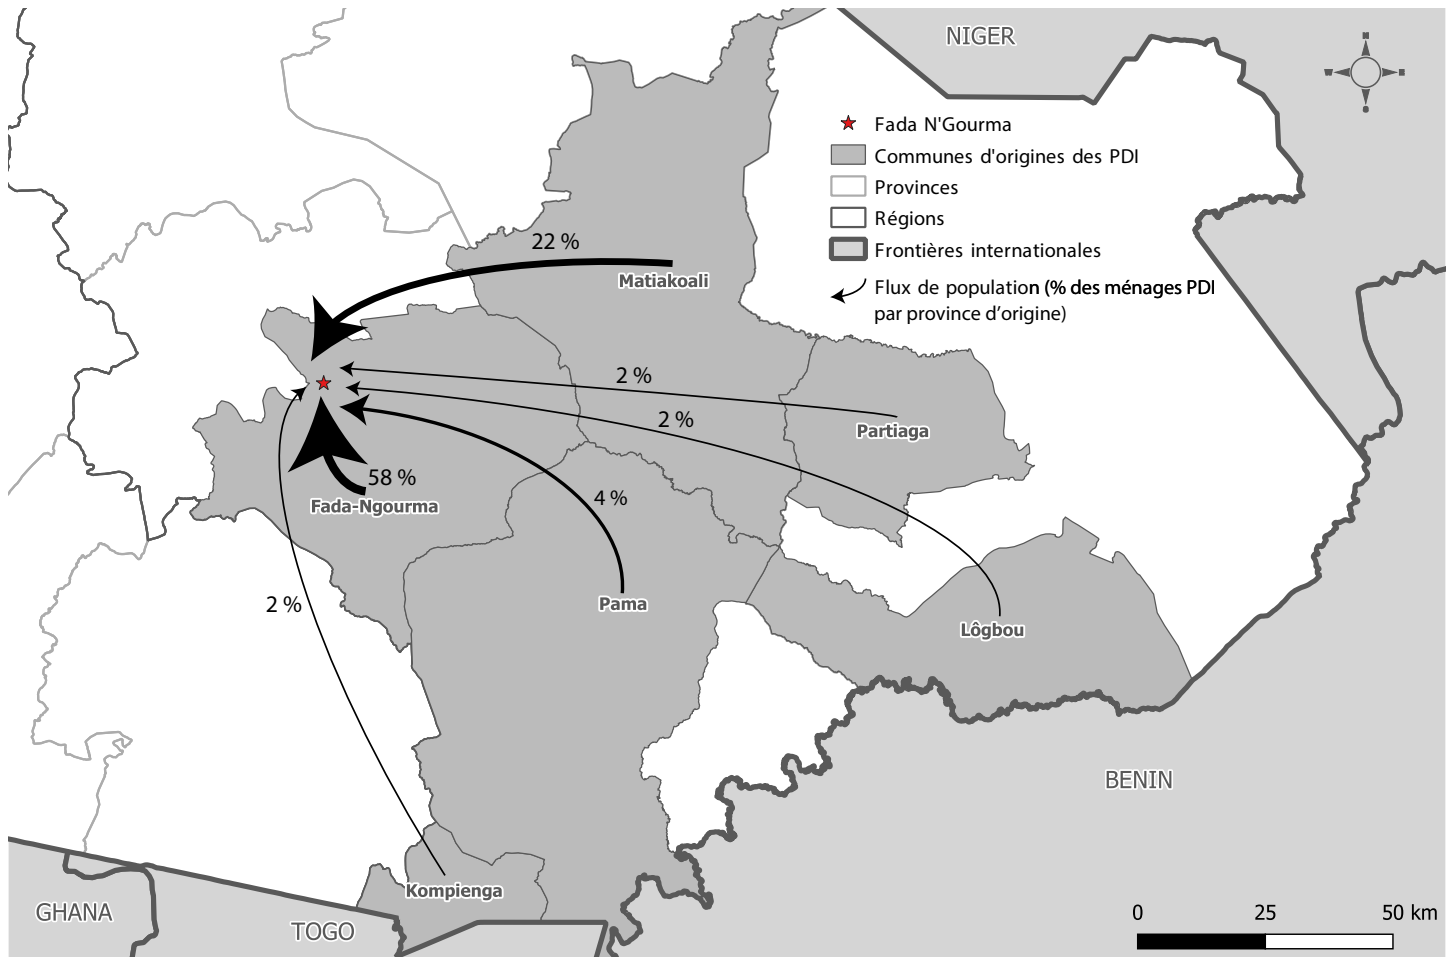 NIGER
Fada N'Gourma
Communes d'origines des PDI
Provinces
Régions
Frontières internationales
Flux de population (% des ménages PDI
par province d'origine)
22 %
Matiakoali
2 %
2 %
Partiaga
58 %
Fada-Ngourma
4 %
Pama
2 %
Lôgbou
BENIN
Kompienga
GHANA
TOGO
0 25 50 km